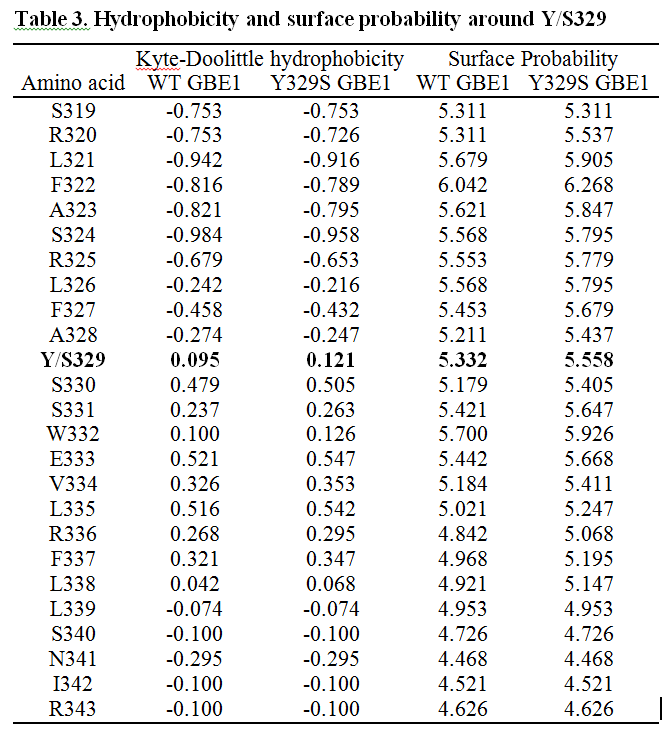 Table 3. Hydrophobicity and surface probability around Y/S329
Kyte-Doolittle hydrophobicity Surface Probability
Amino acid WT GBE1 Y329S GBE1 WT GBE1 Y329S GBE1
S319 -0.753 -0.753 5.311 5.311
R320 -0.753 -0.726 5.311 5.537
L321 -0.942 -0.916 5.679 5.905
F322 -0.816 -0.789 6.042 6.268
A323 -0.821 -0.795 5.621 5.847
S324 -0.984 -0.958 5.568 5.795
R325 -0.679 -0.653 5.553 5.779
L326 -0.242 -0.216 5.568 5.795
F327 -0.458 -0.432 5.453 5.679
A328 -0.274 -0.247 5.211 5.437
Y/S329 0.095 0.121 5.332 5.558
S330 0.479 0.505 5.179 5.405
S331 0.237 0.263 5.421 5.647
W332 0.100 0.126 5.700 5.926
E333 0.521 0.547 5.442 5.668
V334 0.326 0.353 5.184 5.411
L335 0.516 0.542 5.021 5.247
R336 0.268 0.295 4.842 5.068
F337 0.321 0.347 4.968 5.195
L338 0.042 0.068 4.921 5.147
L339 -0.074 -0.074 4.953 4.953
S340 -0.100 -0.100 4.726 4.726
N341 -0.295 -0.295 4.468 4.468
I342 -0.100 -0.100 4.521 4.521
R343 -0.100 -0.100 4.626 4.626